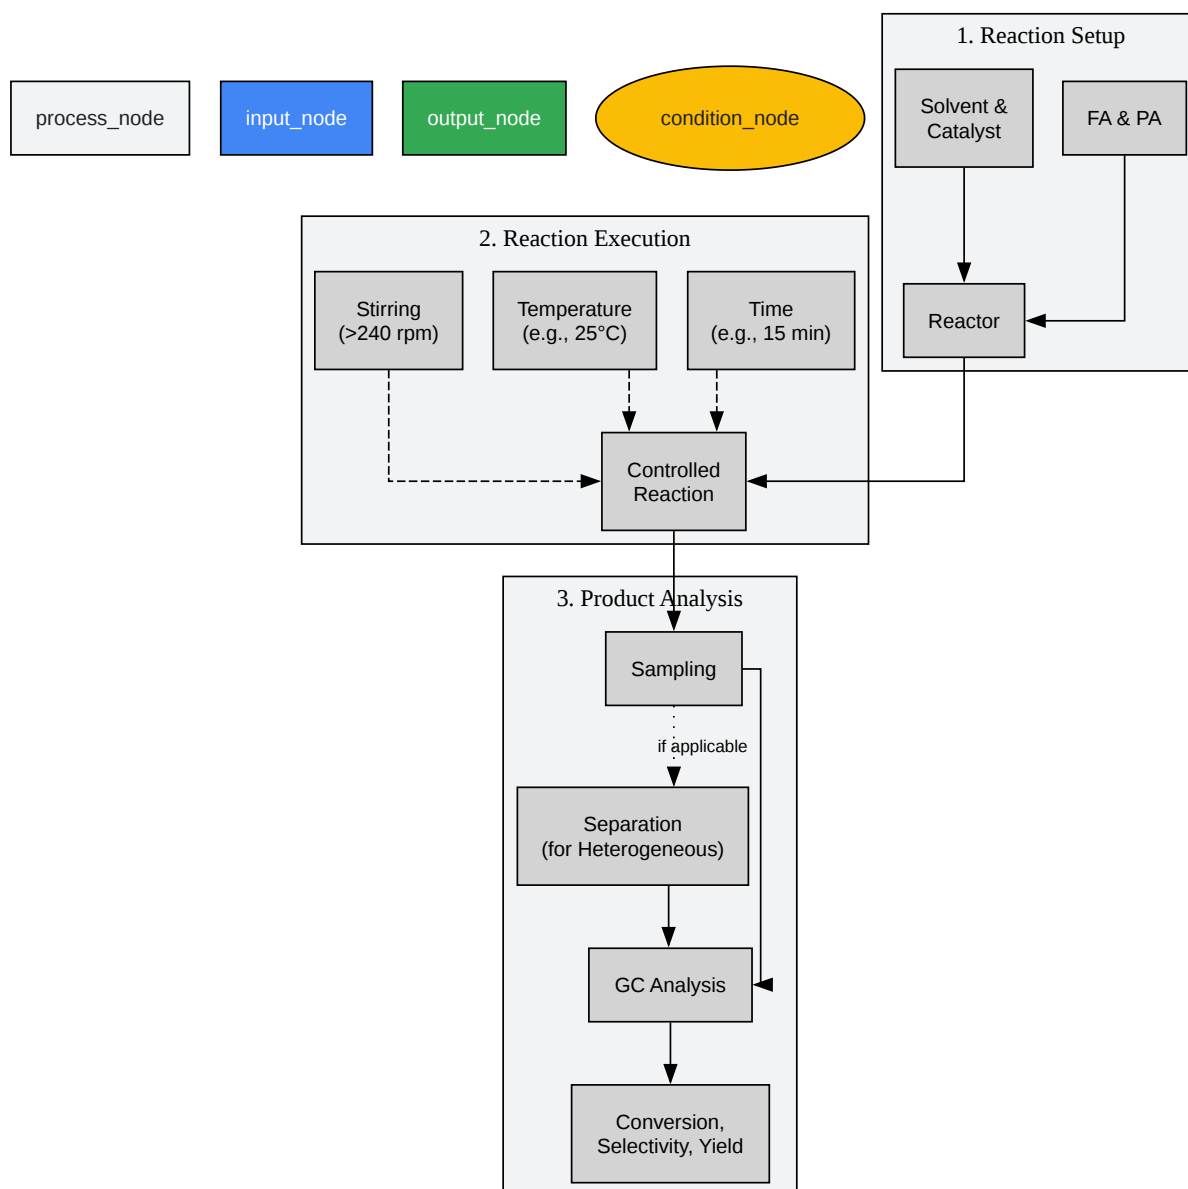 process_node
input_node
output_node
condition_node
1. Reaction Setup
Solvent &
Catalyst
FA & PA
Reactor
2. Reaction Execution
Stirring
(>240 rpm)
Temperature
(e.g., 25°C)
Time
(e.g., 15 min)
Controlled
Reaction
3. Product Analysis
Sampling
if applicable
Separation
(for Heterogeneous)
GC Analysis
Conversion,
Selectivity, Yield